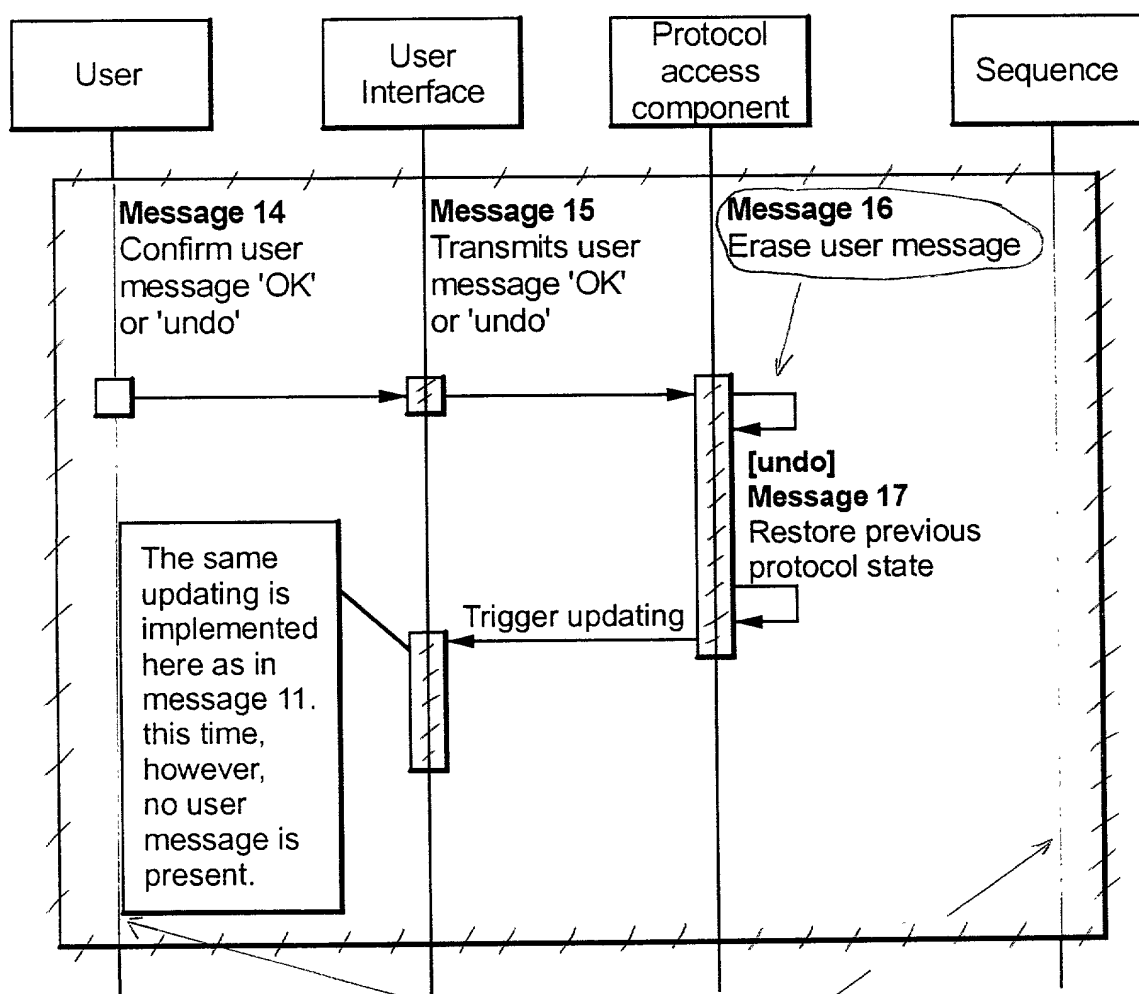 User
User
Interface
Protocol
access
component
Sequence
Message 14
Confirm user
message 'OK'
or 'undo'
Message 15
Transmits user
message 'OK'
or 'undo'
Message 16
Erase user message
[undo]
Message 17
Restore previous
protocol state
The same
updating is
implemented
here as in
message 11.
this time,
however,
no user
message is
present.
Trigger updating